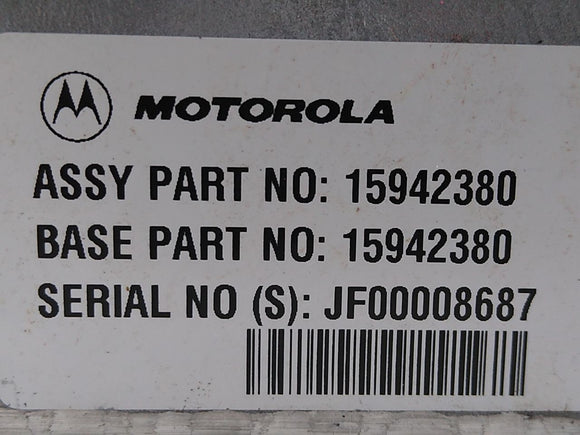 MOTOROLA
ASSY PART NO: 15942380
BASE PART NO: 15942380
SERIAL NO (S): JF00008687